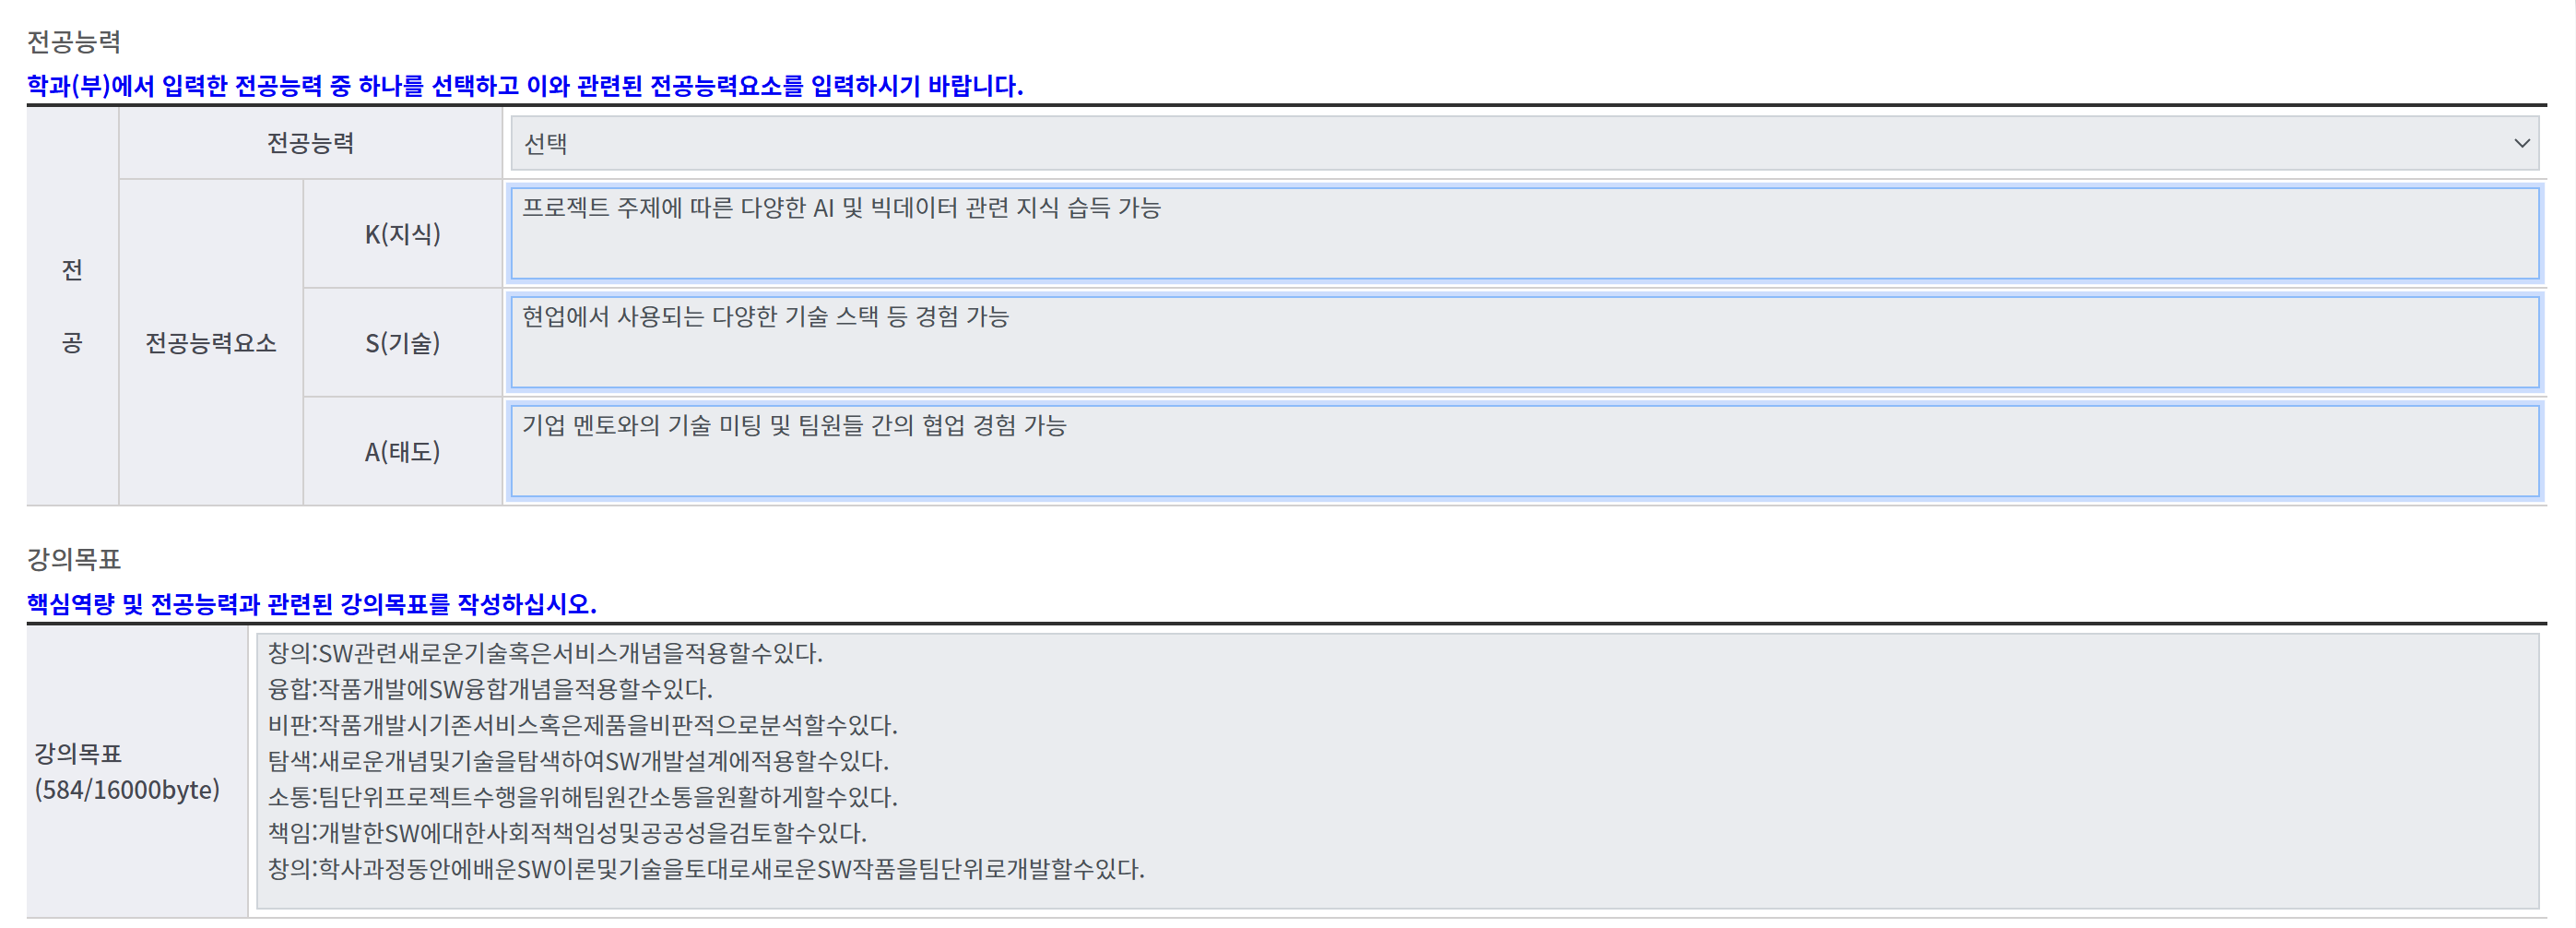 전공능력
학과(부)에서 입력한 전공능력 중 하나를 선택하고 이와 관련된 전공능력요소를 입력하시기 바랍니다.
전
공
전공능력
선택
전공능력요소
K(지식)
프로젝트 주제에 따른 다양한 AI 및 빅데이터 관련 지식 습득 가능
S(기술)
현업에서 사용되는 다양한 기술 스택 등 경험 가능
A(태도)
기업 멘토와의 기술 미팅 및 팀원들 간의 협업 경험 가능
강의목표
핵심역량 및 전공능력과 관련된 강의목표를 작성하십시오.
강의목표
(584/16000byte)
창의:SW관련새로운기술혹은서비스개념을적용할수있다.
융합:작품개발에SW융합개념을적용할수있다.
비판:작품개발시기존서비스혹은제품을비판적으로분석할수있다.
탐색:새로운개념및기술을탐색하여SW개발설계에적용할수있다.
소통:팀단위프로젝트수행을위해팀원간소통을원활하게할수있다.
책임:개발한SW에대한사회적책임성및공공성을검토할수있다.
창의:학사과정동안에배운SW이론및기술을토대로새로운SW작품을팀단위로개발할수있다.